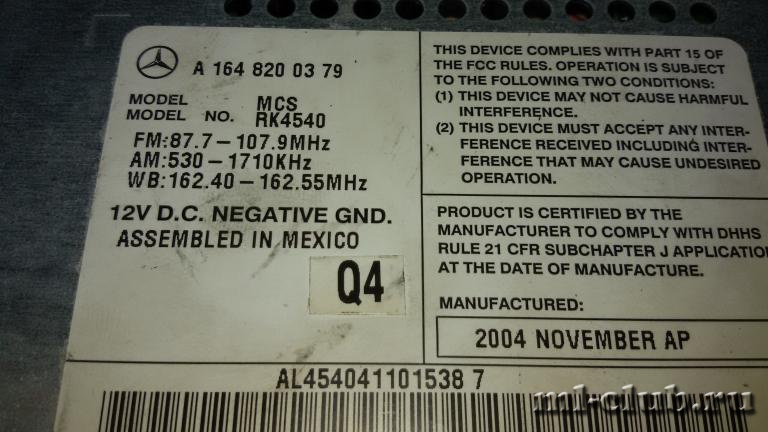 A 164 820 03 79
MODEL MCS
MODEL NO. RK4540
FM:87.7-107.9MHz
AM:530-1710KHz
WB:162.40-162.55MHz
12V D.C. NEGATIVE GND.
ASSEMBLED IN MEXICO
Q4
THIS DEVICE COMPLIES WITH PART 15 OF
THE FCC RULES. OPERATION IS SUBJECT
TO THE FOLLOWING TWO CONDITIONS:
(1) THIS DEVICE MAY NOT CAUSE HARMFUL
INTERFERENCE.
(2) THIS DEVICE MUST ACCEPT ANY INTER-
FERENCE RECEIVED INCLUDING INTER-
FERENCE THAT MAY CAUSE UNDESIRED
OPERATION.
PRODUCT IS CERTIFIED BY THE
MANUFACTURER TO COMPLY WITH DHHS
RULE 21 CFR SUBCHAPTER J APPLICATIO
AT THE DATE OF MANUFACTURE.
MANUFACTURED:
2004 NOVEMBER AP
AL454041101538 7
ml-club.ru